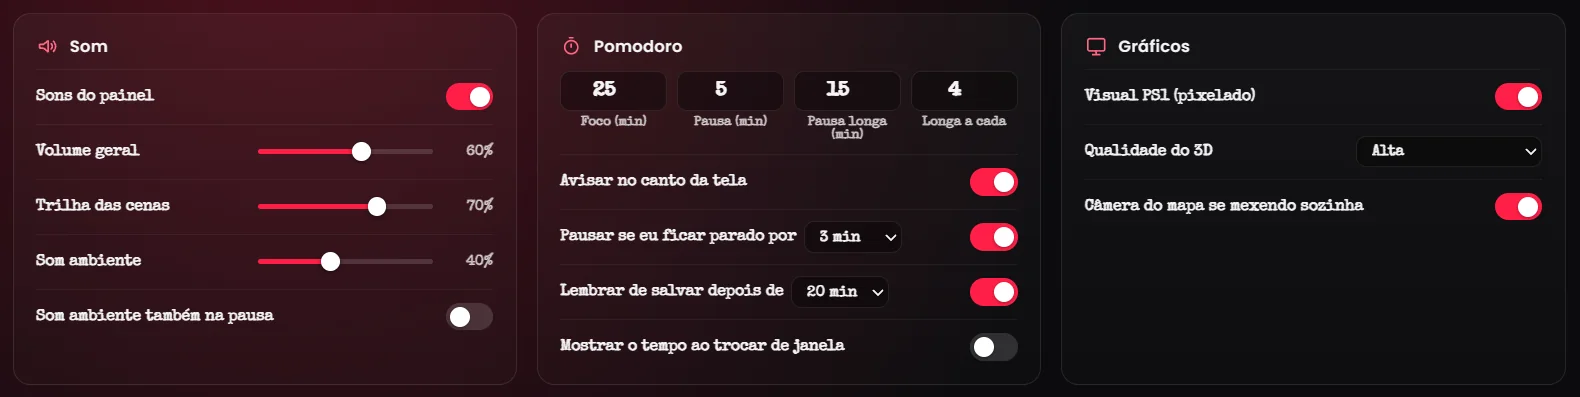 Som
Sons do painel
Volume geral 60%
Trilha das cenas 70%
Som ambiente 40%
Som ambiente também na pausa
Pomodoro
25 5 15 4
Foco (min) Pausa (min) Pausa longa (min) Longa a cada
Avisar no canto da tela
Pausar se eu ficar parado por 3 min
Lembrar de salvar depois de 20 min
Mostrar o tempo ao trocar de janela
Gráficos
Visual PS1 (pixelado)
Qualidade do 3D Alta
Câmera do mapa se mexendo sozinha